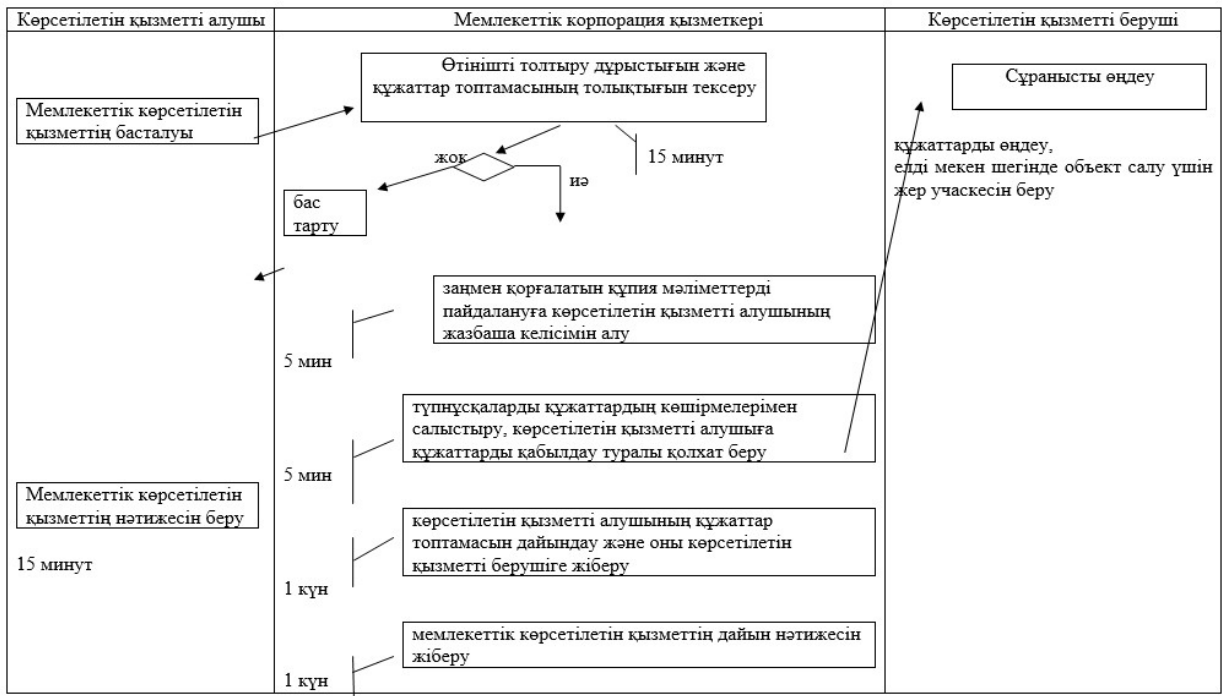 Көрсетілетін қызметті алушы
Мемлекеттік корпорация қызметкері
Көрсетілетін қызметті беруші
Мемлекеттік көрсетілетін
қызметтің басталуы
Мемлекеттік көрсетілетін
қызметтің нәтижесін беру
15 минут
Өтінішті толтыру дұрыстығын және
құжаттар топтамасының толықтығын тексеру
15 минут
жок
иә
бас
тарту
заңмен қорғалатын құпия мәліметтерді
пайдалануға көрсетілетін қызметті алушының
жазбаша келісімін алу
5 мин
түпнұсқаларды құжаттардың көшірмелерімен
салыстыру, көрсетілетін қызметті алушыға
құжаттарды қабылдау туралы қолхат беру
5 мин
көрсетілетін қызметті алушының құжаттар
топтамасын дайындау және оны көрсетілетін
қызметті берушіге жіберу
1 күн
мемлекеттік көрсетілетін қызметтің дайын нәтижесін
жіберу
1 күн
Сұранысты өңдеу
құжаттарды өңдеу,
елді мекен шегінде объект салу үшін
жер учаскесін беру